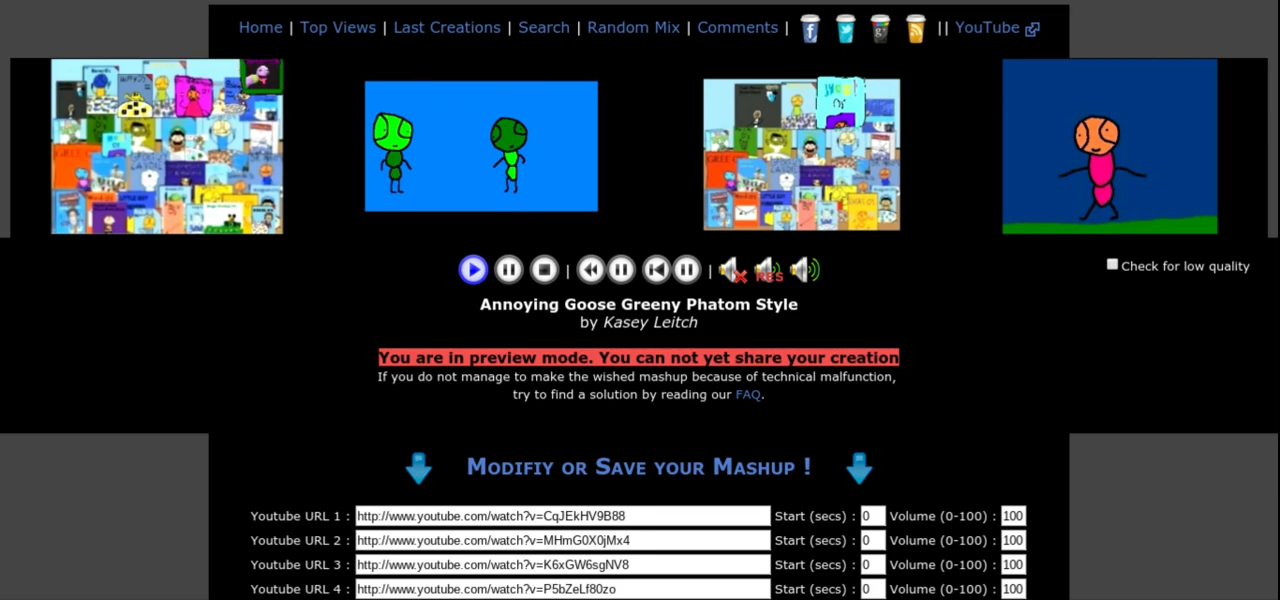 Home | Top Views | Last Creations | Search | Random Mix | Comments | || YouTube
Check for low quality
Annoying Goose Greeny Phatom Style
by Kasey Leitch
You are in preview mode. You can not yet share your creation
If you do not manage to make the wished mashup because of technical malfunction,
try to find a solution by reading our FAQ.
Modifiy or Save your Mashup !
Youtube URL 1 : http://www.youtube.com/watch?v=CqJEkHV9B88 Start (secs) : 0 Volume (0-100) : 100
Youtube URL 2 : http://www.youtube.com/watch?v=MHmG0X0jMx4 Start (secs) : 0 Volume (0-100) : 100
Youtube URL 3 : http://www.youtube.com/watch?v=K6xGW6sgNV8 Start (secs) : 0 Volume (0-100) : 100
Youtube URL 4 : http://www.youtube.com/watch?v=P5bZeLf80zo Start (secs) : 0 Volume (0-100) : 100